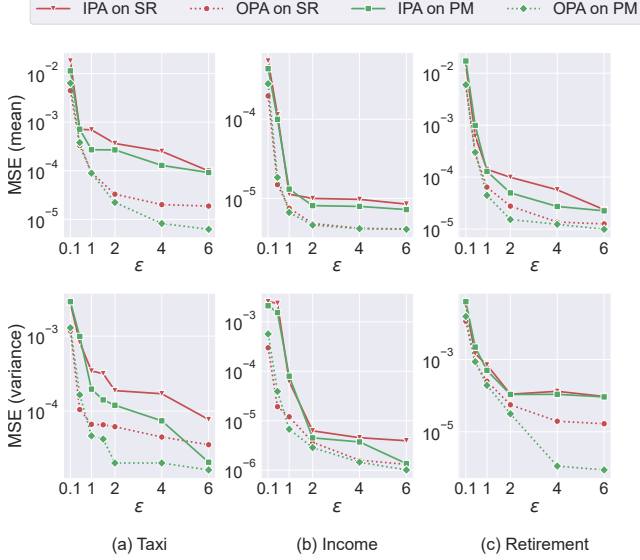 IPA on SR OPA on SR IPA on PM OPA on PM
MSE (mean)
10⁻² 10⁻³ 10⁻⁴ 10⁻⁵
0.1 1 2 4 6
ε
10⁻⁴ 10⁻⁵
0.1 1 2 4 6
ε
10⁻² 10⁻³ 10⁻⁴ 10⁻⁵
0.1 1 2 4 6
ε
MSE (variance)
10⁻³ 10⁻⁴
0.1 1 2 4 6
ε
10⁻³ 10⁻⁴ 10⁻⁵ 10⁻⁶
0.1 1 2 4 6
ε
10⁻³ 10⁻⁵
0.1 1 2 4 6
ε
(a) Taxi (b) Income (c) Retirement